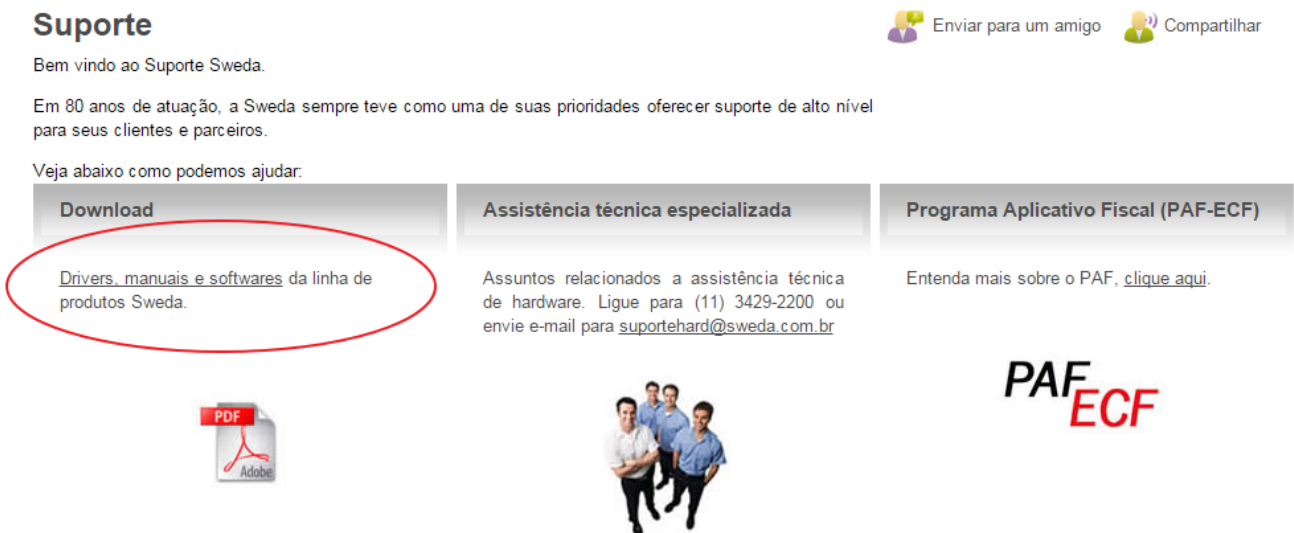 Suporte
Enviar para um amigo
Compartilhar
Bem vindo ao Suporte Sweda.
Em 80 anos de atuação, a Sweda sempre teve como uma de suas prioridades oferecer suporte de alto nível
para seus clientes e parceiros.
Veja abaixo como podemos ajudar:
Download
Drivers, manuais e softwares da linha de
produtos Sweda.
PDF
Adobe
Assistência técnica especializada
Assuntos relacionados a assistência técnica
de hardware. Ligue para (11) 3429-2200 ou
envie e-mail para suportehard@sweda.com.br
Programa Aplicativo Fiscal (PAF-ECF)
Entenda mais sobre o PAF, clique aqui.
PAF
ECF